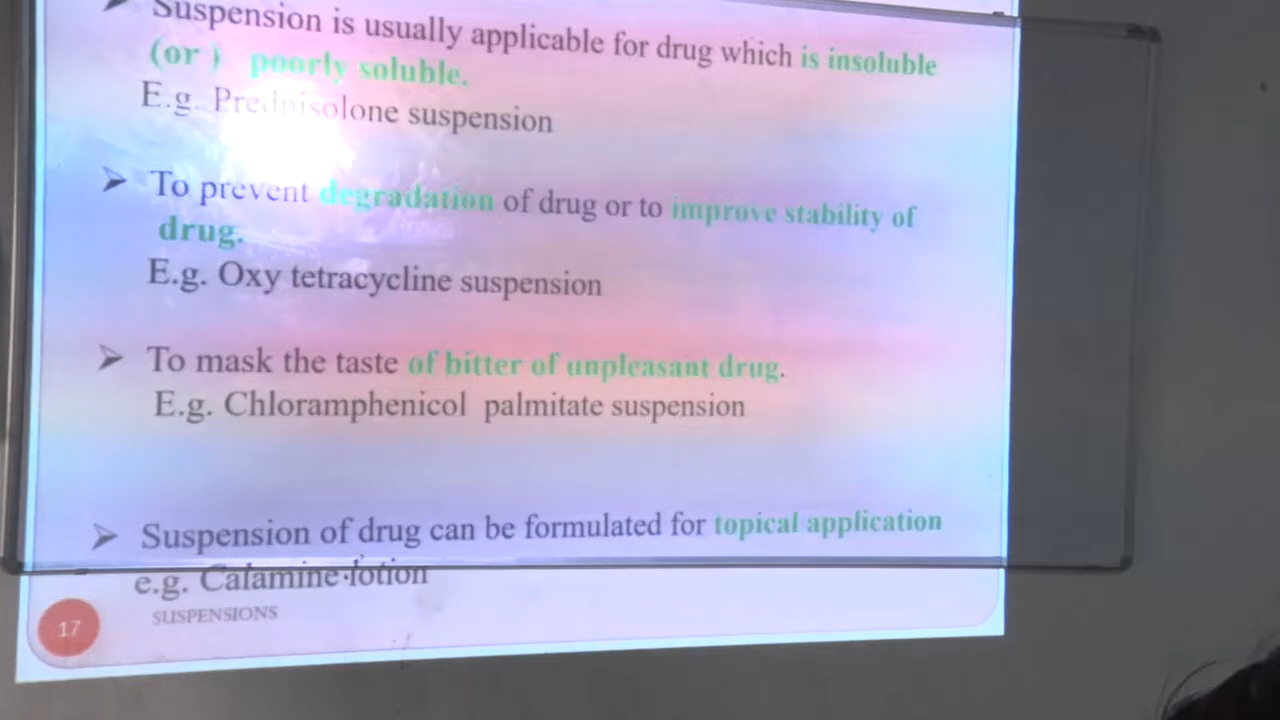 ➤ Suspension is usually applicable for drug which is insoluble
(or ) poorly soluble.
E.g. Prednisolone suspension
➤ To prevent degradation of drug or to improve stability of
drug.
E.g. Oxy tetracycline suspension
➤ To mask the taste of bitter of unpleasant drug.
E.g. Chloramphenicol palmitate suspension
➤ Suspension of drug can be formulated for topical application
e.g. Calamine lotion
SUSPENSIONS
17